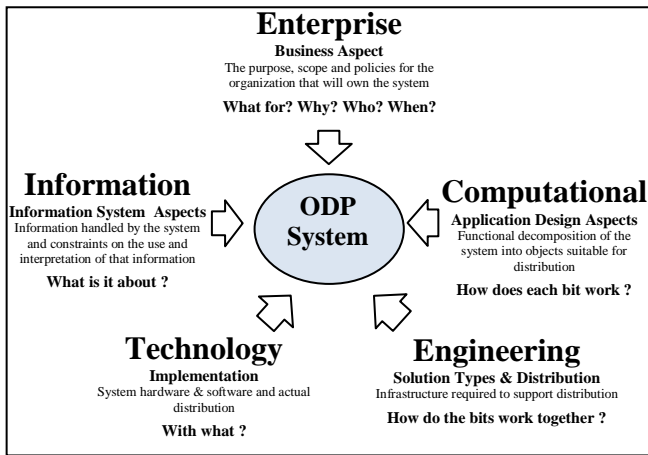 Enterprise
Business Aspect
The purpose, scope and policies for the
organization that will own the system
What for? Why? Who? When?
Information
Information System Aspects
Information handled by the system
and constraints on the use and
interpretation of that information
What is it about ?
ODP
System
Computational
Application Design Aspects
Functional decomposition of the
system into objects suitable for
distribution
How does each bit work ?
Technology
Implementation
System hardware & software and actual
distribution
With what ?
Engineering
Solution Types & Distribution
Infrastructure required to support distribution
How do the bits work together ?